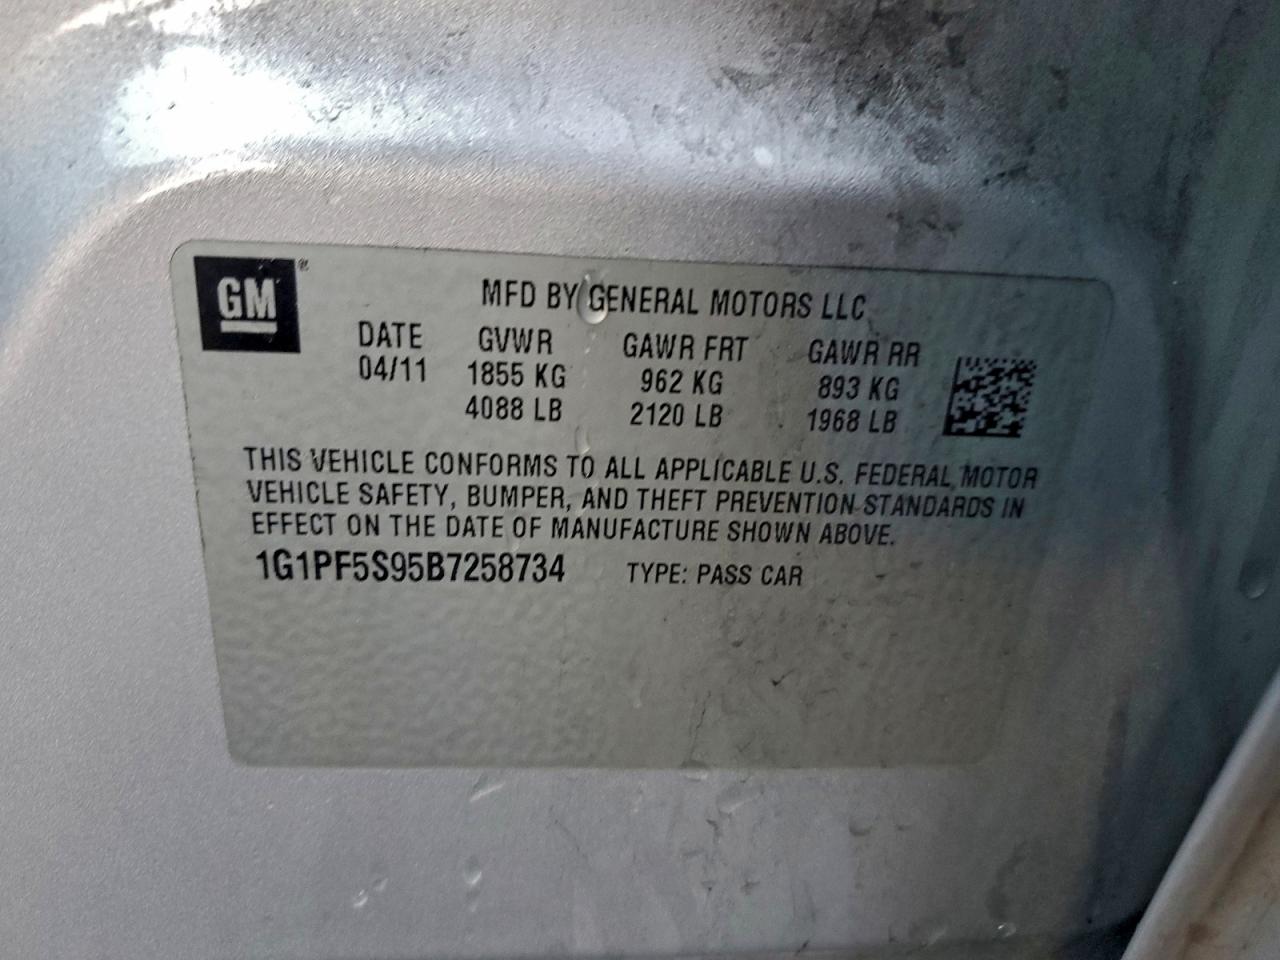 GM®
MFD BY GENERAL MOTORS LLC
DATE GVWR GAWR FRT GAWR RR
04/11 1855 KG 962 KG 893 KG
4088 LB 2120 LB 1968 LB
THIS VEHICLE CONFORMS TO ALL APPLICABLE U.S. FEDERAL MOTOR
VEHICLE SAFETY, BUMPER, AND THEFT PREVENTION STANDARDS IN
EFFECT ON THE DATE OF MANUFACTURE SHOWN ABOVE.
1G1PF5S95B7258734 TYPE: PASS CAR